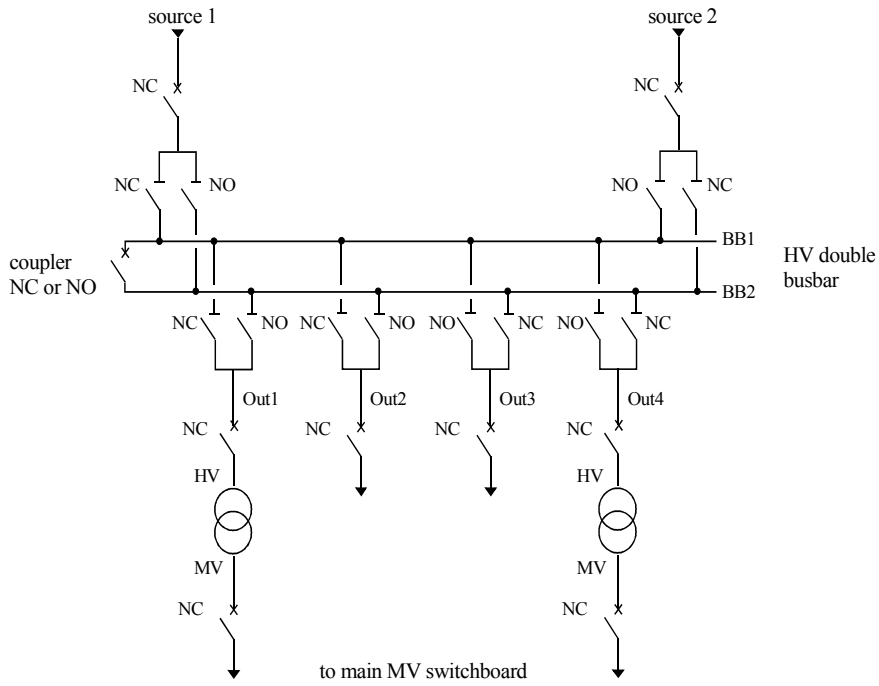 source 1
source 2
NC
NC
NC
NO
NO
NC
BB1
coupler
NC or NO
HV double
busbar
BB2
NC
NO
NC
NO
NO
NC
NO
NC
Out1
Out2
Out3
Out4
NC
NC
NC
NC
HV
HV
MV
MV
NC
NC
to main MV switchboard